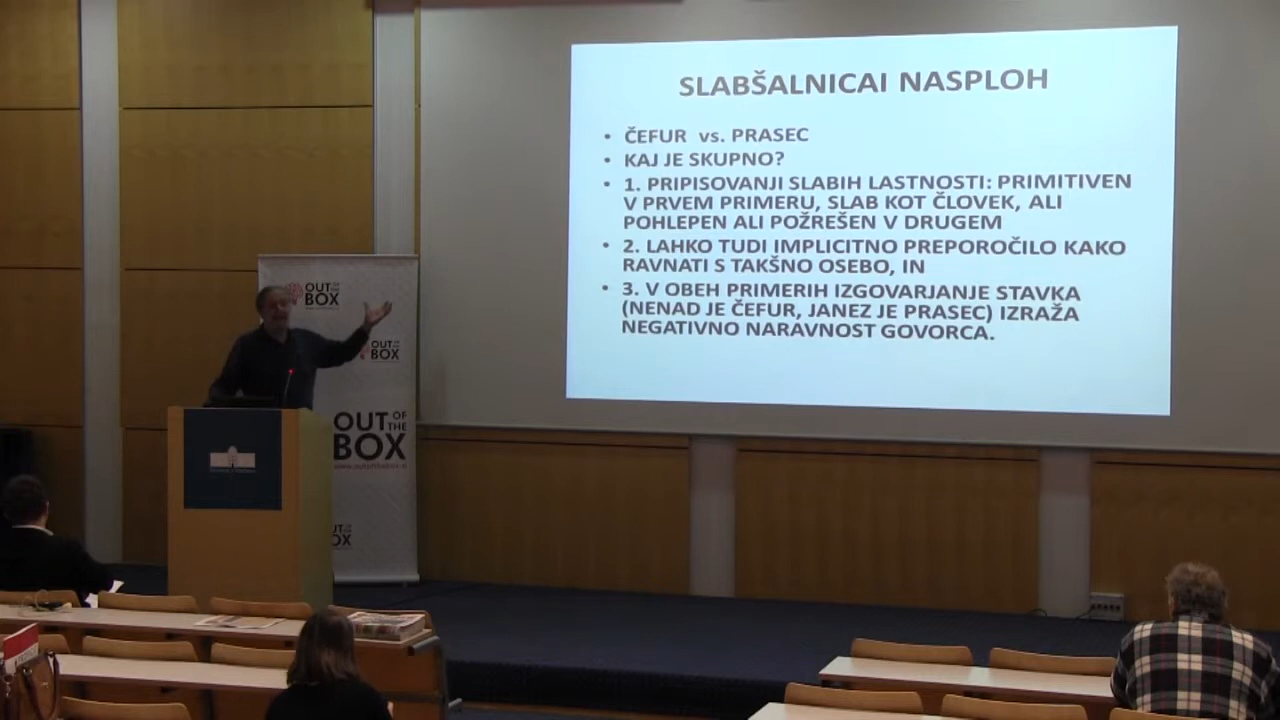 SLABŠALNICAI NASPLOH
• ČEFUR vs. PRASEC
• KAJ JE SKUPNO?
• 1. PRIPISOVANJI SLABIH LASTNOSTI: PRIMITIVEN
V PRVEM PRIMERU, SLAB KOT ČLOVEK, ALI
POHLEPEN ALI POŽREŠEN V DRUGEM
• 2. LAHKO TUDI IMPLICITNO PREPOROČILO KAKO
RAVNATI S TAKŠNO OSEBO, IN
• 3. V OBEH PRIMERIH IZGOVARJANJE STAVKA
(NENAD JE ČEFUR, JANEZ JE PRASEC) IZRAŽA
NEGATIVNO NARAVNOST GOVORCA.
OUT OF THE
BOX
OUT OF THE
BOX
OUT OF THE
BOX